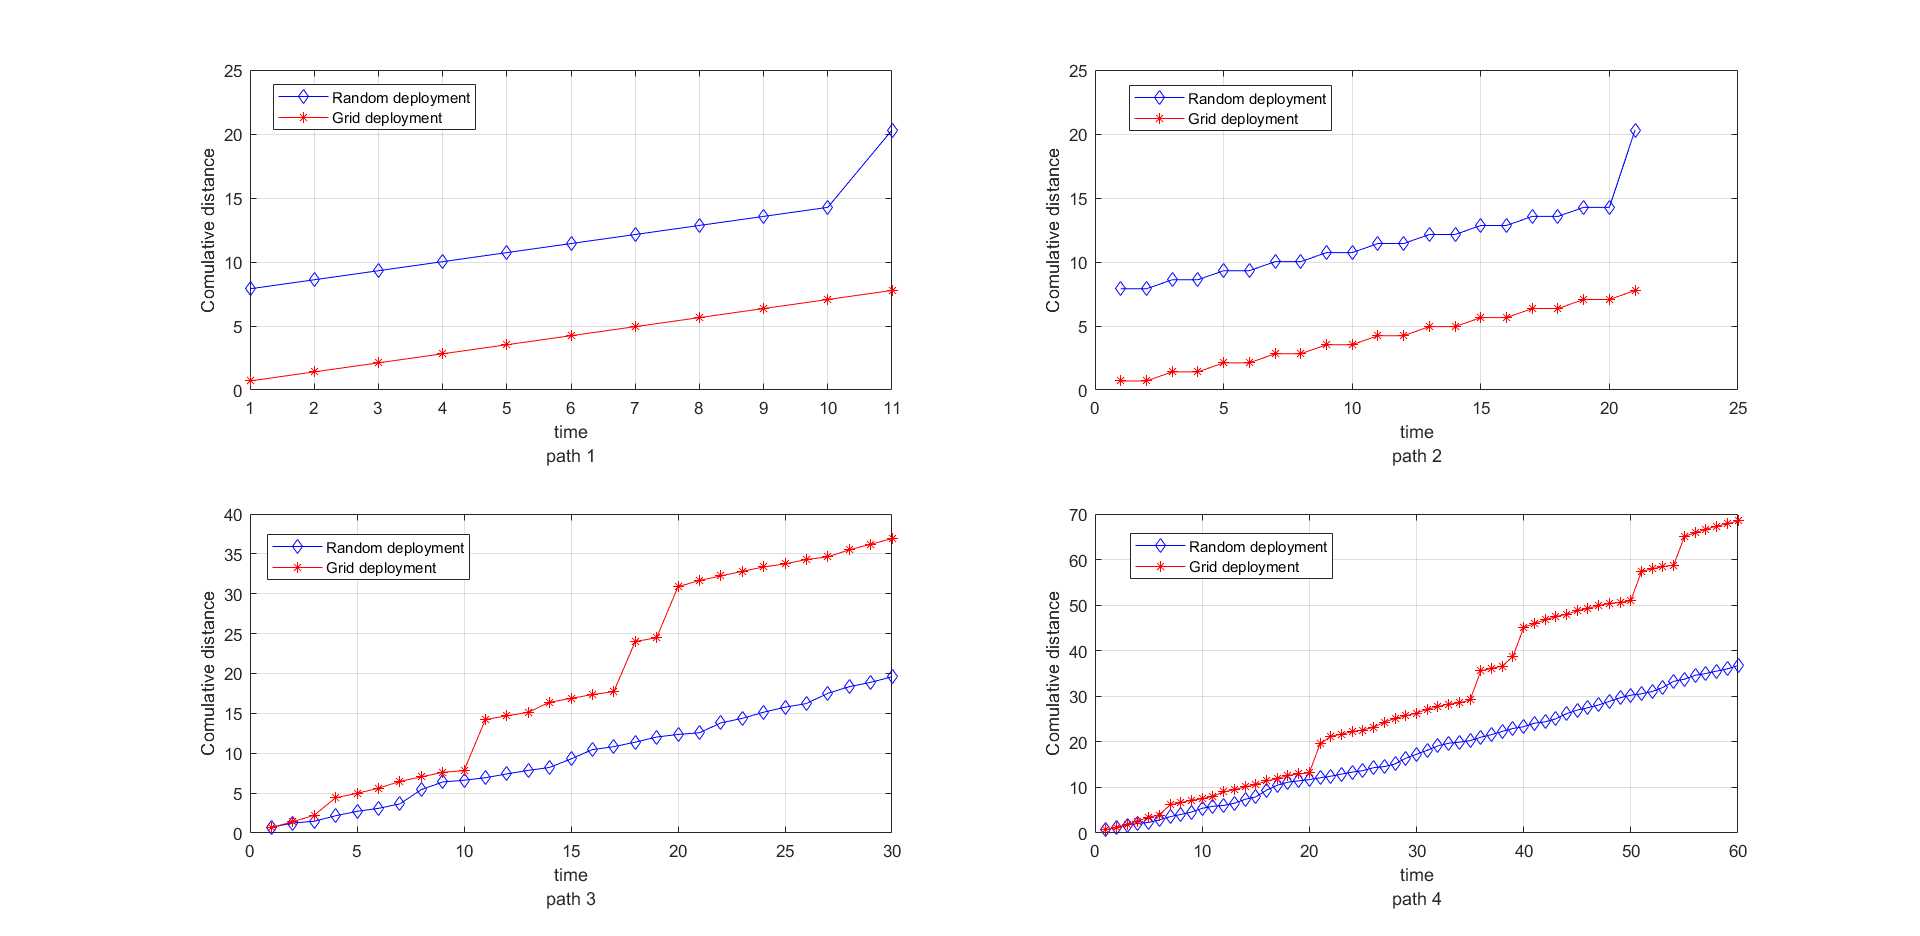 25
20
15
10
5
0
Comulative distance
Random deployment
Grid deployment
1 2 3 4 5 6 7 8 9 10 11
time
path 1
25
20
15
10
5
0
Comulative distance
Random deployment
Grid deployment
0 5 10 15 20 25
time
path 2
40
35
30
25
20
15
10
5
0
Comulative distance
Random deployment
Grid deployment
0 5 10 15 20 25 30
time
path 3
70
60
50
40
30
20
10
0
Comulative distance
Random deployment
Grid deployment
0 10 20 30 40 50 60
time
path 4